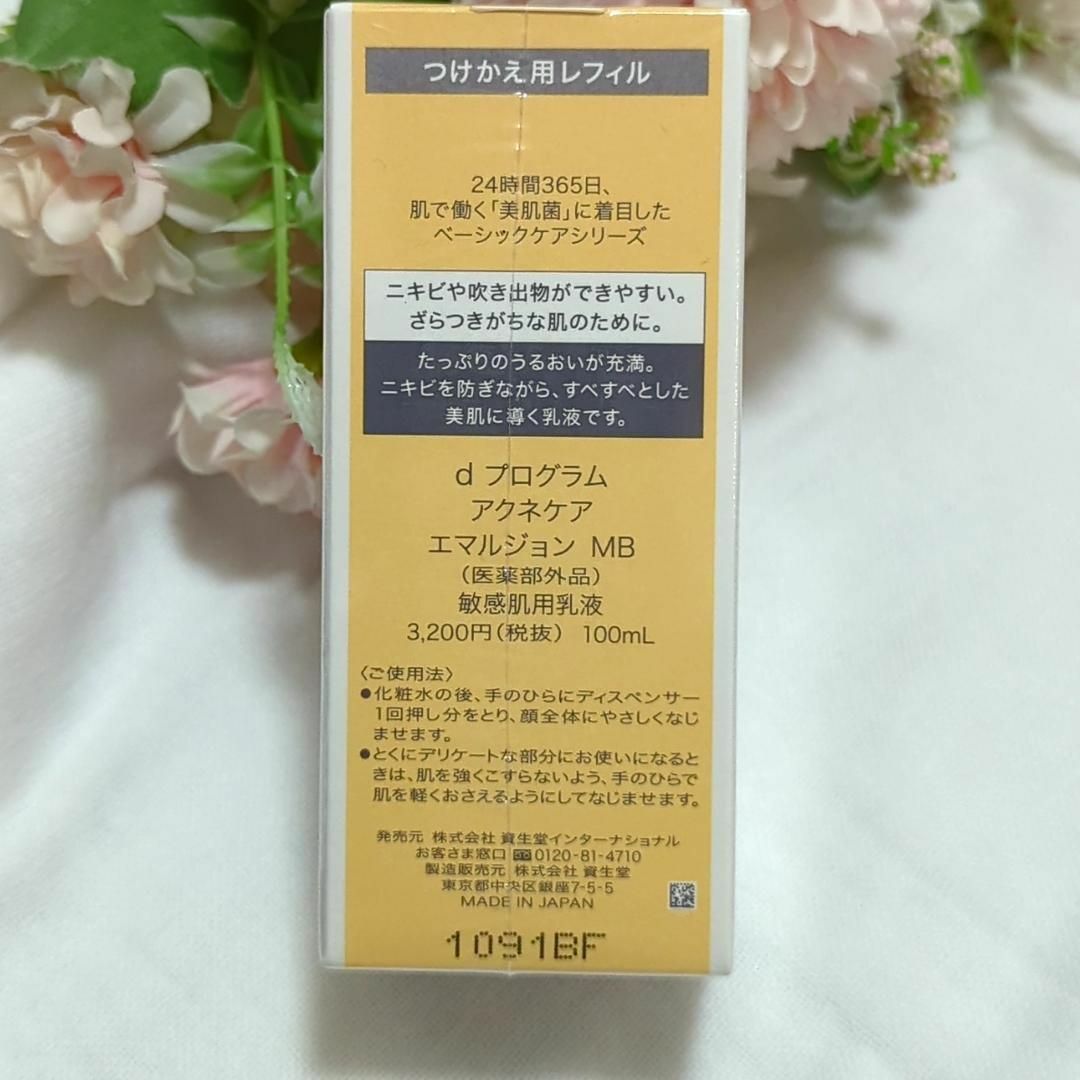 つけかえ用レフィル
24時間365日、
肌で働く「美肌菌」に着目した
ベーシックケアシリーズ
ニキビや吹き出物ができやすい。
ざらつきがちな肌のために。
たっぷりのうるおいが充満。
ニキビを防ぎながら、すべすべとした
美肌に導く乳液です。
d プログラム
アクネケア
エマルジョン MB
（医薬部外品）
敏感肌用乳液
3,200円（税抜） 100mL
〈ご使用法〉
●化粧水の後、手のひらにディスペンサー
1回押し分をとり、顔全体にやさしくなじ
ませます。
●とくにデリケートな部分にお使いになると
きは、肌を強くこすらないよう、手のひらで
肌を軽くおさえるようにしてなじませます。
発売元 株式会社 資生堂インターナショナル
お客さま窓口 0120-81-4710
製造販売元 株式会社 資生堂
東京都中央区銀座7-5-5
MADE IN JAPAN
1091BF